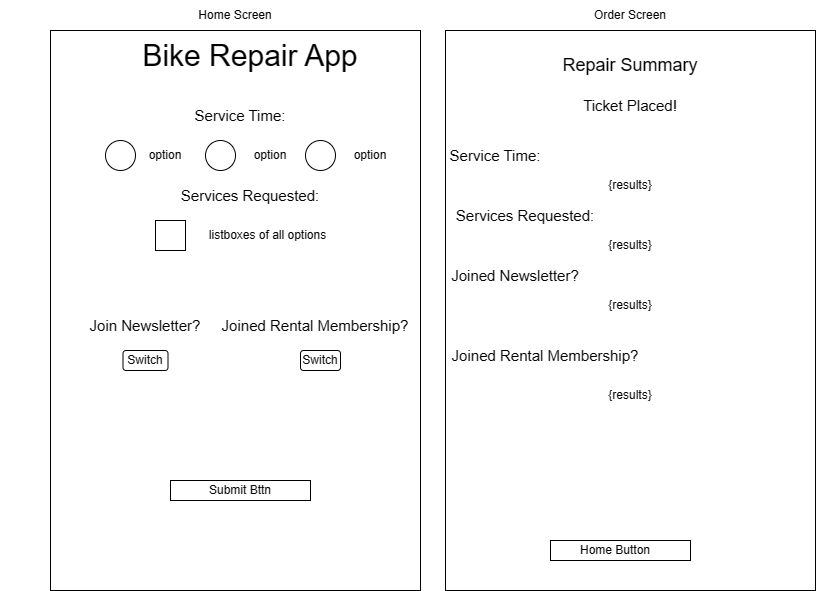 Home Screen
Bike Repair App
Service Time:
option option option
Services Requested:
listboxes of all options
Join Newsletter? Joined Rental Membership?
Switch Switch
Submit Bttn
Order Screen
Repair Summary
Ticket Placed!
Service Time:
{results}
Services Requested:
{results}
Joined Newsletter?
{results}
Joined Rental Membership?
{results}
Home Button